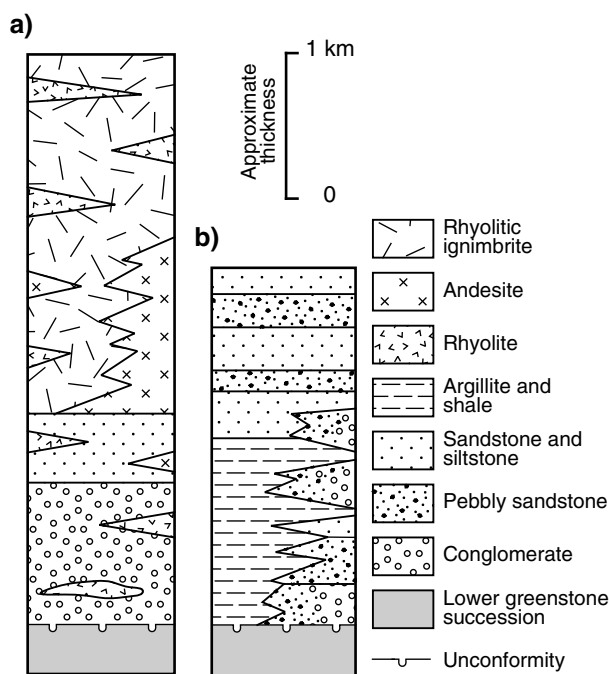 a)
1 km
Approximate
thickness
0
b)
Rhyolitic
ignimbrite
Andesite
Rhyolite
Argillite and
shale
Sandstone and
siltstone
Pebbly sandstone
Conglomerate
Lower greenstone
succession
Unconformity